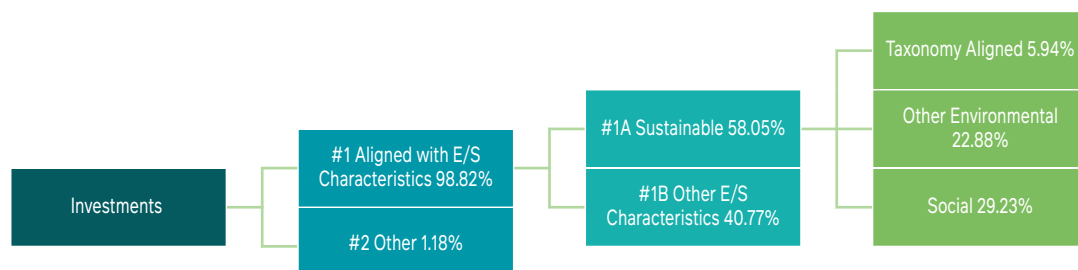 Investments
#1 Aligned with E/S
Characteristics 98.82%
#2 Other 1.18%
#1A Sustainable 58.05%
#1B Other E/S
Characteristics 40.77%
Taxonomy Aligned 5.94%
Other Environmental
22.88%
Social 29.23%